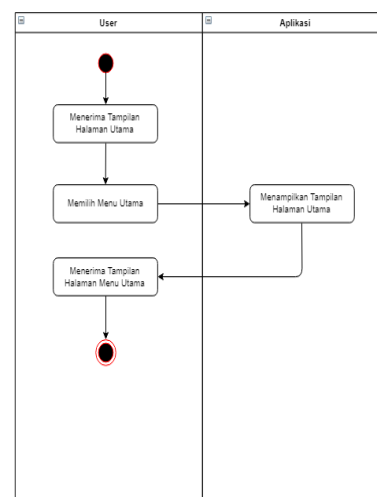 User
Aplikasi
Menerima Tampilan
Halaman Utama
Memilih Menu Utama
Menampilkan Tampilan
Halaman Utama
Menerima Tampilan
Halaman Menu Utama